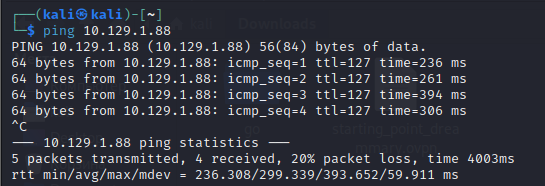 ┌──(kali㉿kali)-[~]
└─$ ping 10.129.1.88
PING 10.129.1.88 (10.129.1.88) 56(84) bytes of data.
64 bytes from 10.129.1.88: icmp_seq=1 ttl=127 time=236 ms
64 bytes from 10.129.1.88: icmp_seq=2 ttl=127 time=261 ms
64 bytes from 10.129.1.88: icmp_seq=3 ttl=127 time=394 ms
64 bytes from 10.129.1.88: icmp_seq=4 ttl=127 time=306 ms
^C
--- 10.129.1.88 ping statistics ---
5 packets transmitted, 4 received, 20% packet loss, time 4003ms
rtt min/avg/max/mdev = 236.308/299.339/393.652/59.911 ms